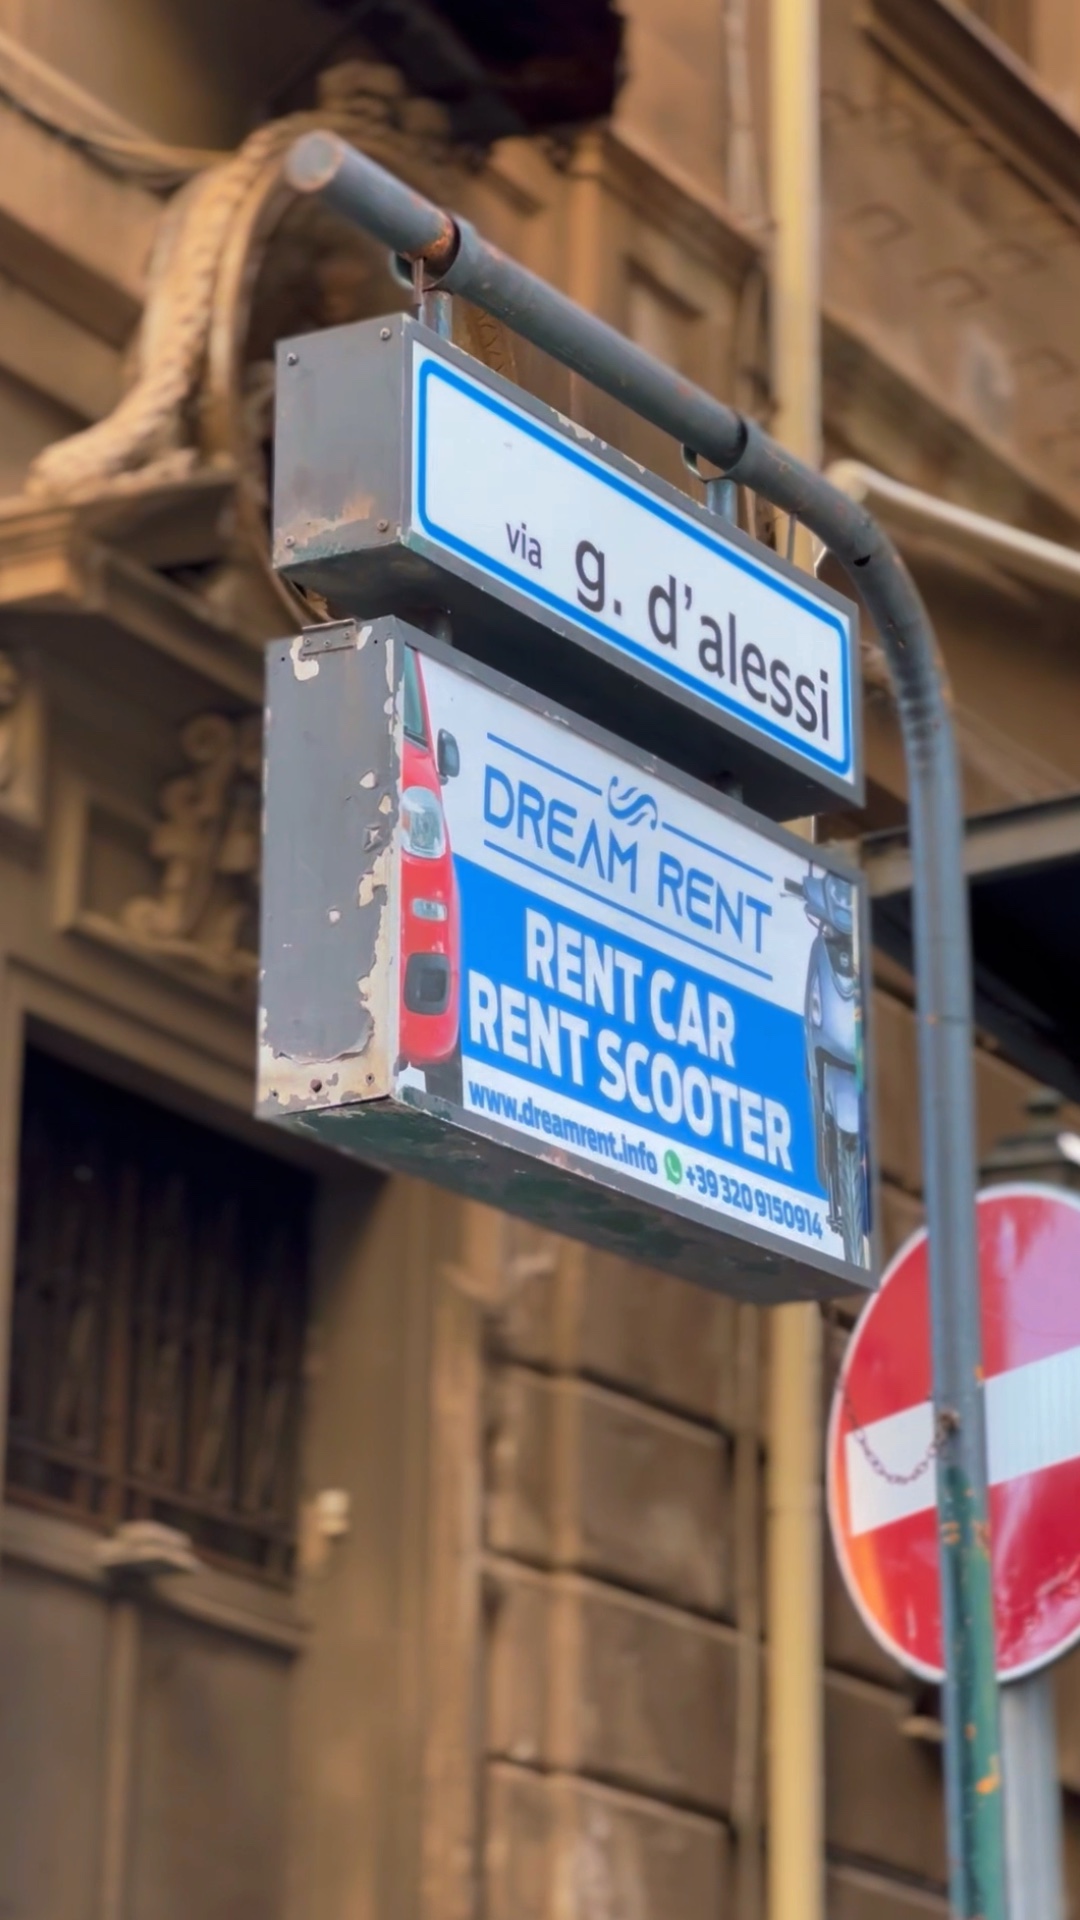 via g. d'alessi
DREAM RENT
RENT CAR
RENT SCOOTER
www.dreamrent.info +39 320 9150914